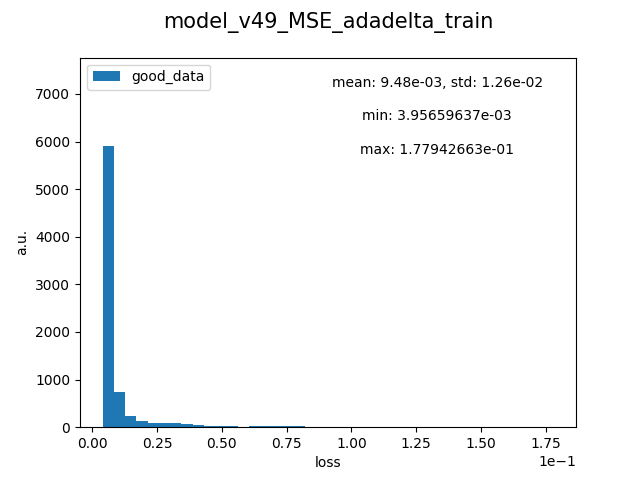 model_v49_MSE_adadelta_train
good_data
mean: 9.48e-03, std: 1.26e-02
min: 3.95659637e-03
max: 1.77942663e-01
7000
6000
5000
4000
3000
2000
1000
0
a.u.
0.00 0.25 0.50 0.75 1.00 1.25 1.50 1.75
loss
1e−1